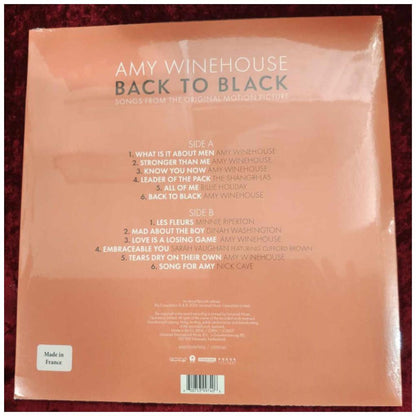 AMY WINEHOUSE
BACK TO BLACK
SONGS FROM THE ORIGINAL MOTION PICTURE
SIDE A
1. WHAT IS IT ABOUT MEN AMY WINEHOUSE
2. STRONGER THAN ME AMY WINEHOUSE
3. KNOW YOU NOW AMY WINEHOUSE
4. LEADER OF THE PACK THE SHANGRI-LAS
5. ALL OF ME BILLIE HOLIDAY
6. BACK TO BLACK AMY WINEHOUSE
SIDE B
1. LES FLEURS MINNIE RIPERTON
2. MAD ABOUT THE BOY DINAH WASHINGTON
3. LOVE IS A LOSING GAME AMY WINEHOUSE
4. EMBRACEABLE YOU SARAH VAUGHAN FEATURING CLIFFORD BROWN
5. TEARS DRY ON THEIR OWN AMY WINEHOUSE
6. SONG FOR AMY NICK CAVE
Made in
France